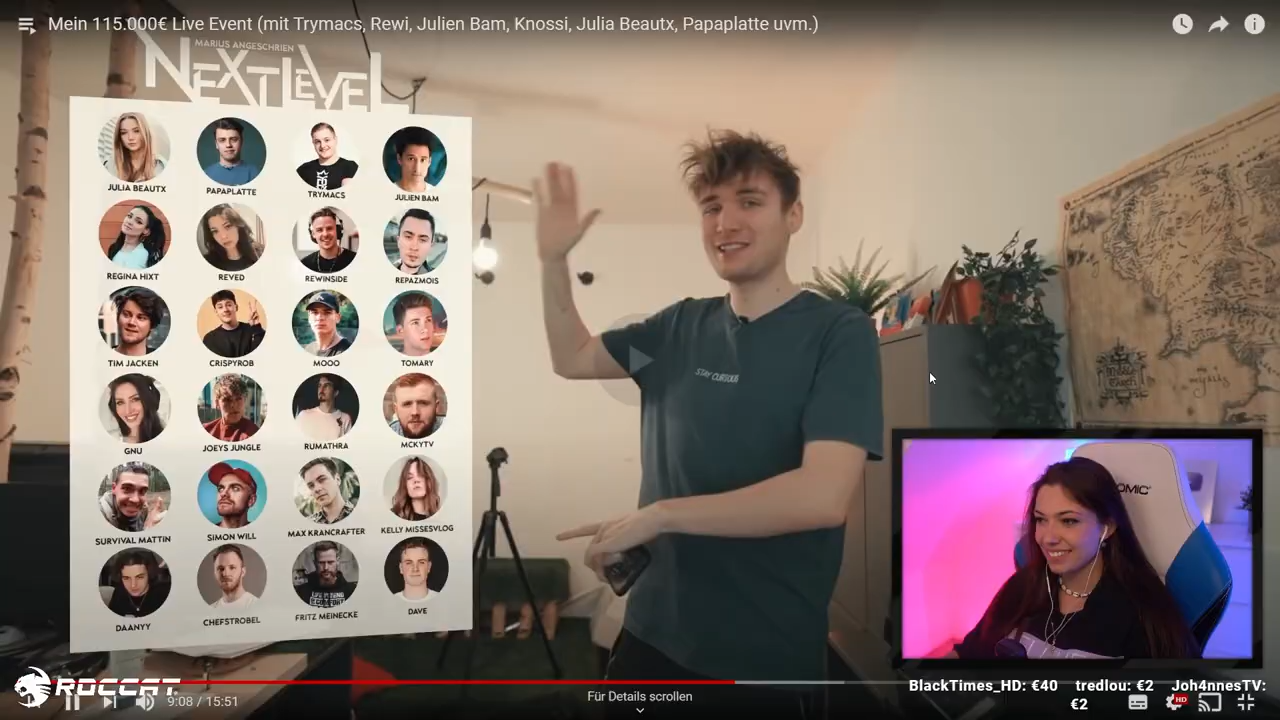 Mein 115.000€ Live Event (mit Trymacs, Rewi, Julien Bam, Knossi, Julia Beautx, Papaplatte uvm.)
MARIUS ANGESCHRIEN
NEXTLEVEL
JULIA BEAUTX PAPAPLATTE TRYMACS JULIEN BAM
REGINA HIXT REVED REWINSIDE REPAZMOIS
TIM JACKEN CRISPYROB MOOO TOMARY
GNU JOEYS JUNGLE RUMATHRA MCKYTV
SURVIVAL MATTIN SIMON WILL MAX KRANCRAFTER KELLY MISSESVLOG
DAANYY CHEFSTROBEL FRITZ MEINECKE DAVE
STAY CURIOUS
OMIC
ROCCAT
9:08 / 15:51
Für Details scrollen
BlackTimes_HD: €40 tredlou: €2 Joh4nnesTV:
€2
HD